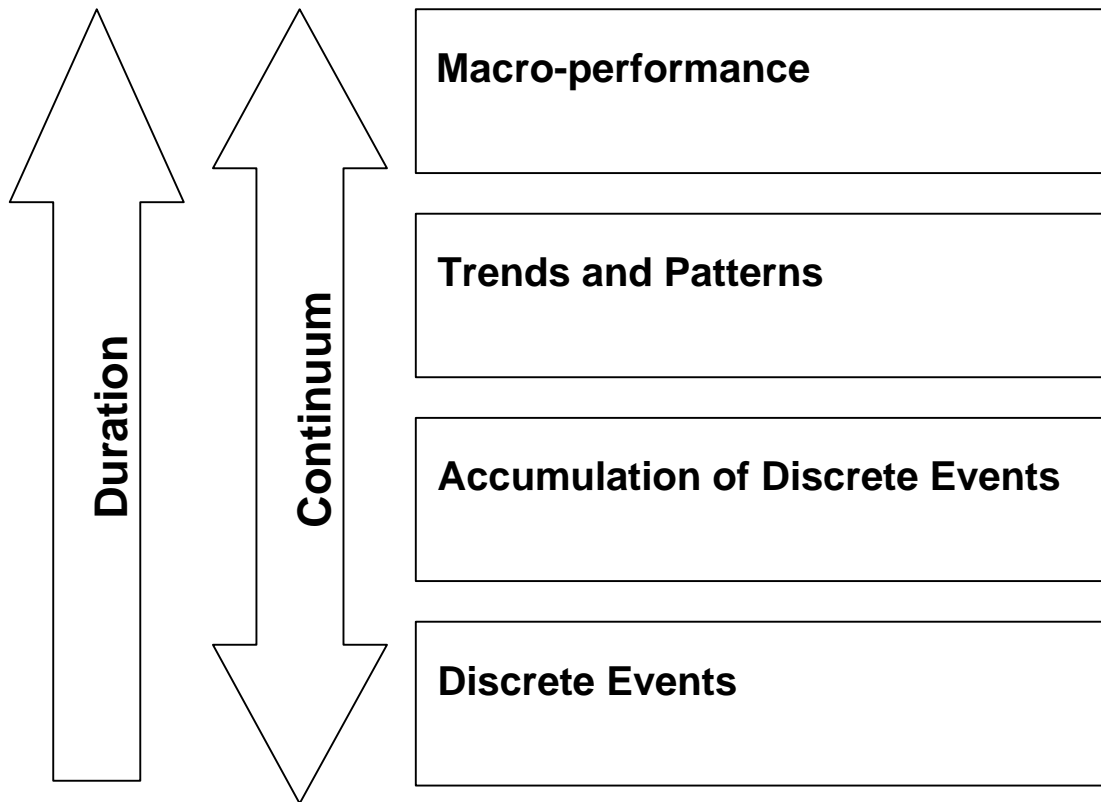 Duration
Continuum
Macro-performance
Trends and Patterns
Accumulation of Discrete Events
Discrete Events